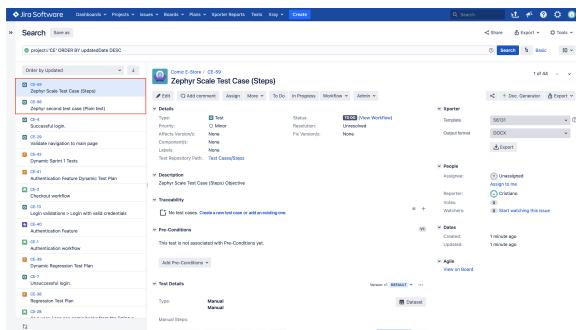 Jira Software Dashboards Projects Issues Boards Plans Xporter Reports Tests Xray Create Search
Search Save as Share Export Tools
project='CE' ORDER BY updatedDate DESC Search Basic
Order by Updated
CE-59
Zephyr Scale Test Case (Steps)
CE-58
Zephyr second test case (Plain text)
CE-4
Successful login.
CE-29
Validate navigation to main page
CE-42
Dynamic Sprint 1 Tests
CE-41
Authentication Feature Dynamic Test Plan
CE-2
Checkout workflow
CE-13
Login validations > Login with valid credentials
CE-40
Authentication Feature
CE-1
Authentication workflow
CE-39
Dynamic Regression Test Plan
CE-7
Unsuccessful login.
CE-38
Regression Test Plan
CE-28
Comic E-Store / CE-59
Zephyr Scale Test Case (Steps)
1 of 44
Edit Add comment Assign More To Do In Progress Workflow Admin Doc. Generator Export
Details
Type: Test Status: TO DO (View Workflow)
Priority: Minor Resolution: Unresolved
Affects Version/s: None Fix Version/s: None
Component/s: None
Labels: None
Test Repository Path: Test Cases/Steps
Description
Zephyr Scale Test Case (Steps) Objective
Traceability
No test cases. Create a new test case or add an existing one.
Pre-Conditions
This test is not associated with Pre-Conditions yet.
Add Pre-Conditions
Test Details
Version v1 DEFAULT
Type: Manual
Manual
Dataset
Manual Steps:
Xporter
Template
Output format DOCX
Export
People
Assignee: Unassigned
Assign to me
Reporter: Cristiano
Votes: 0
Watchers: 0 Start watching this issue
Dates
Created: 1 minute ago
Updated: 1 minute ago
Agile
View on Board